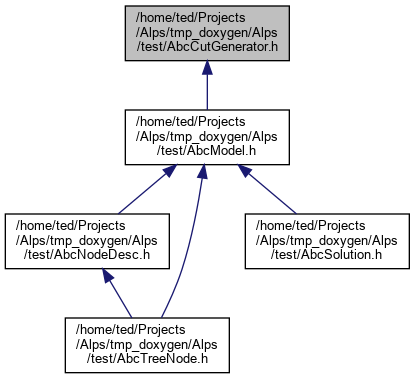 /home/ted/Projects
/Alps/tmp_doxygen/Alps
/test/AbcCutGenerator.h
/home/ted/Projects
/Alps/tmp_doxygen/Alps
/test/AbcModel.h
/home/ted/Projects
/Alps/tmp_doxygen/Alps
/test/AbcNodeDesc.h
/home/ted/Projects
/Alps/tmp_doxygen/Alps
/test/AbcSolution.h
/home/ted/Projects
/Alps/tmp_doxygen/Alps
/test/AbcTreeNode.h